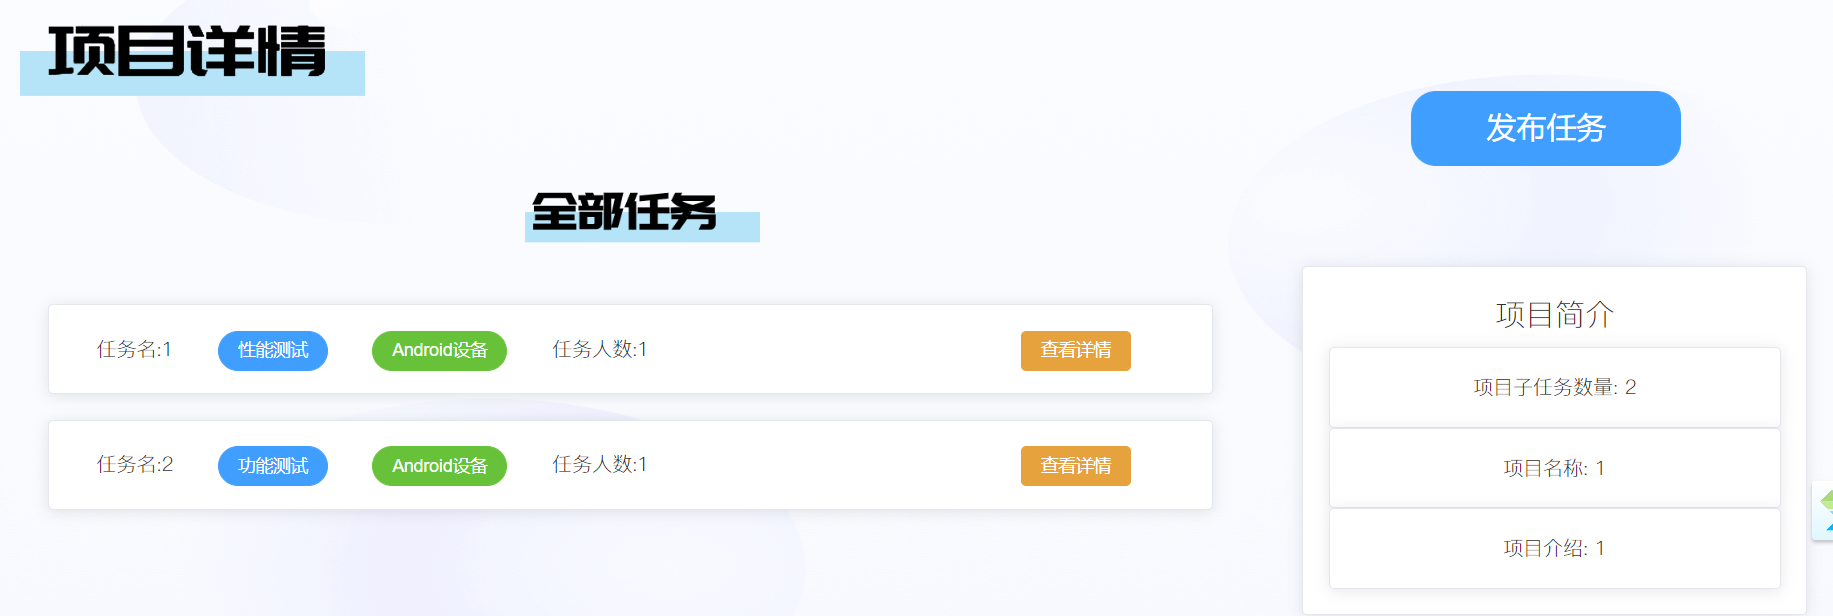 项目详情
发布任务
全部任务
任务名:1 性能测试 Android设备 任务人数:1 查看详情
任务名:2 功能测试 Android设备 任务人数:1 查看详情
项目简介
项目子任务数量: 2
项目名称: 1
项目介绍: 1